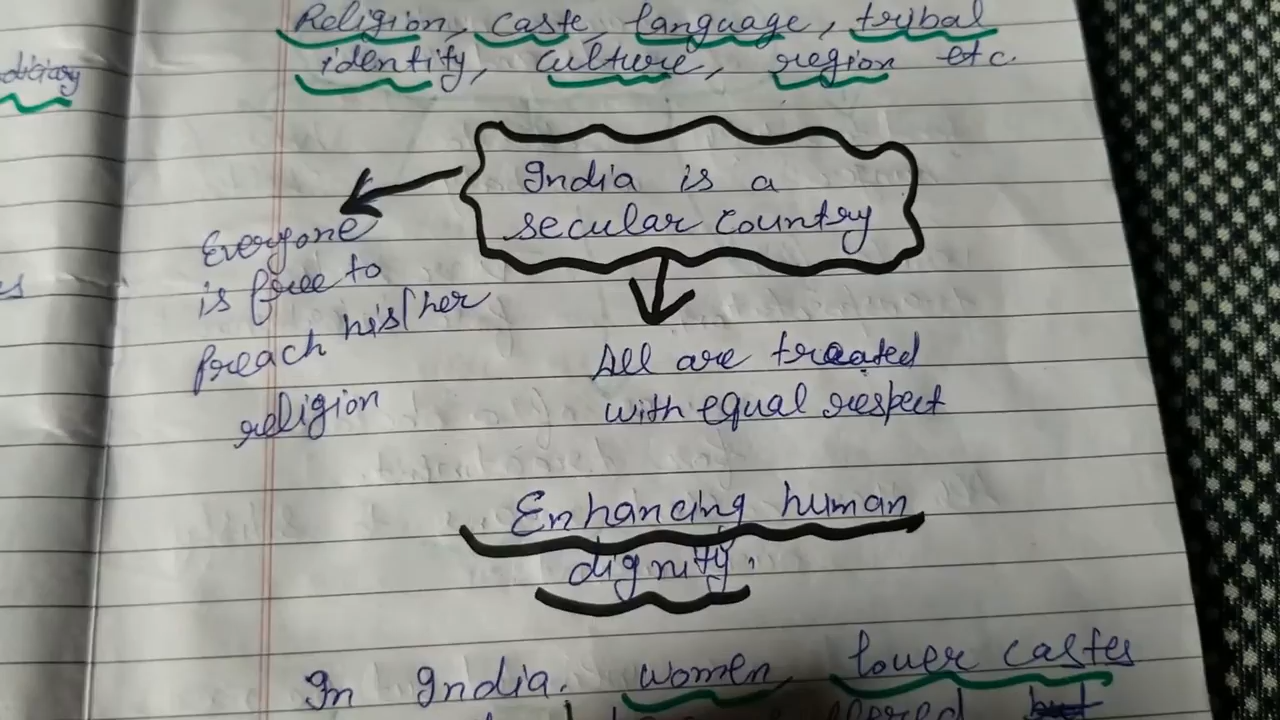 Religion, caste, language, tribal
identity, culture, region etc.
India is a
secular country
Everyone
is free to
preach his/her
religion
All are treated
with equal respect
Enhancing human
dignity.
In India, women, lower castes